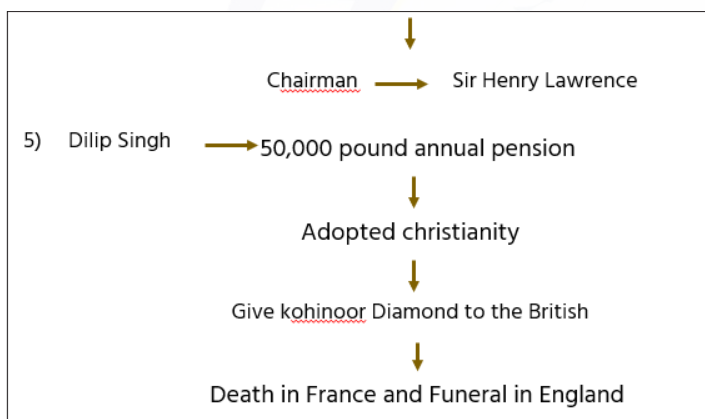 Chairman Sir Henry Lawrence
5) Dilip Singh 50,000 pound annual pension
Adopted christianity
Give kohinoor Diamond to the British
Death in France and Funeral in England